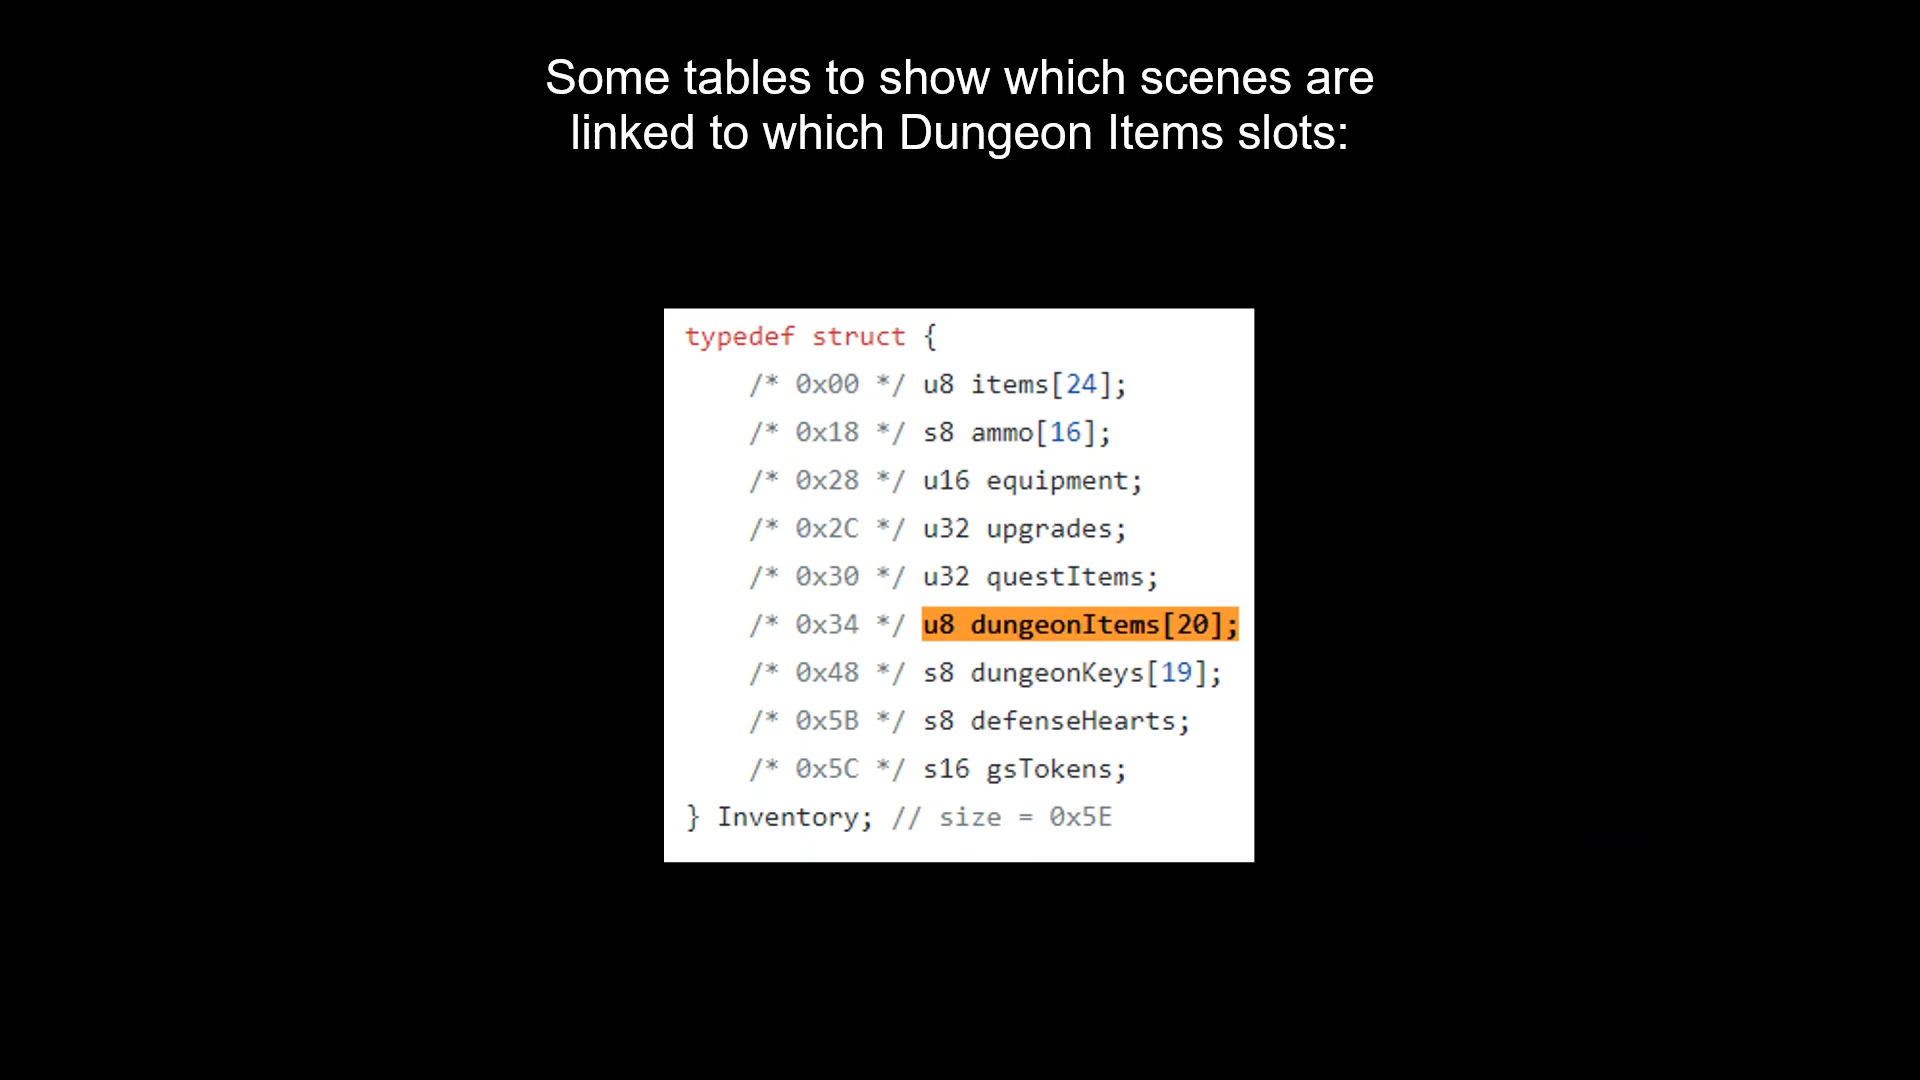 Some tables to show which scenes are
linked to which Dungeon Items slots:
typedef struct {
/* 0x00 */ u8 items[24];
/* 0x18 */ s8 ammo[16];
/* 0x28 */ u16 equipment;
/* 0x2C */ u32 upgrades;
/* 0x30 */ u32 questItems;
/* 0x34 */ u8 dungeonItems[20];
/* 0x48 */ s8 dungeonKeys[19];
/* 0x5B */ s8 defenseHearts;
/* 0x5C */ s16 gsTokens;
} Inventory; // size = 0x5E